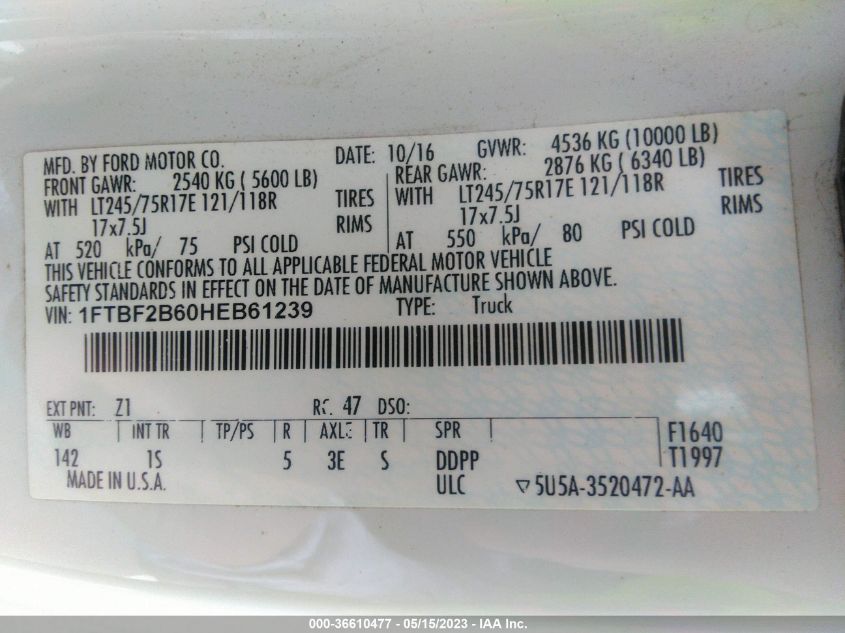 MFD. BY FORD MOTOR CO. DATE: 10/16 GVWR: 4536 KG (10000 LB)
FRONT GAWR: 2540 KG ( 5600 LB) REAR GAWR: 2876 KG ( 6340 LB)
WITH LT245/75R17E 121/118R TIRES WITH LT245/75R17E 121/118R TIRES
17x7.5J RIMS 17x7.5J RIMS
AT 520 kPa/ 75 PSI COLD AT 550 kPa/ 80 PSI COLD
THIS VEHICLE CONFORMS TO ALL APPLICABLE FEDERAL MOTOR VEHICLE
SAFETY STANDARDS IN EFFECT ON THE DATE OF MANUFACTURE SHOWN ABOVE.
VIN: 1FTBF2B60HEB61239 TYPE: Truck
EXT PNT: Z1 RC: 47 DSO:
WB INT TR TP/PS R AXLE TR SPR F1640
142 1S 5 3E S DDPP T1997
MADE IN U.S.A. ULC ▽5U5A-3520472-AA
000-36610477 - 05/15/2023 - IAA Inc.